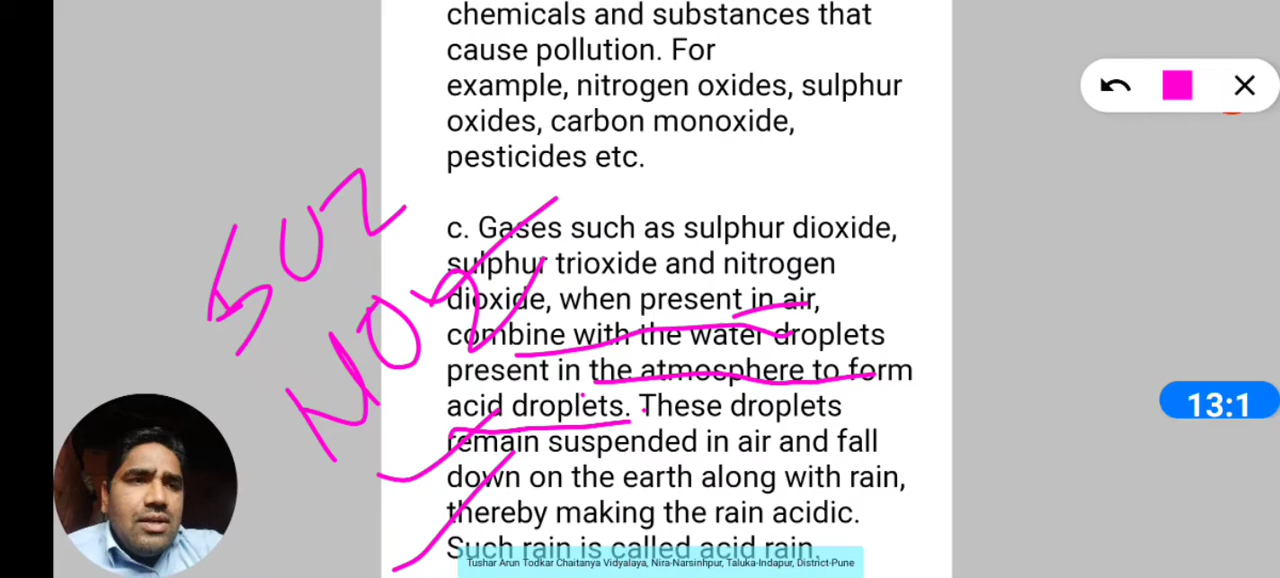 chemicals and substances that
cause pollution. For
example, nitrogen oxides, sulphur
oxides, carbon monoxide,
pesticides etc.
c. Gases such as sulphur dioxide,
sulphur trioxide and nitrogen
dioxide, when present in air,
combine with the water droplets
present in the atmosphere to form
acid droplets. These droplets
remain suspended in air and fall
down on the earth along with rain,
thereby making the rain acidic.
Such rain is called acid rain.
SO2
NO2
13:1
Tushar Arun Todkar Chaitanya Vidyalaya, Nira-Narsinhpur, Taluka-Indapur, District-Pune